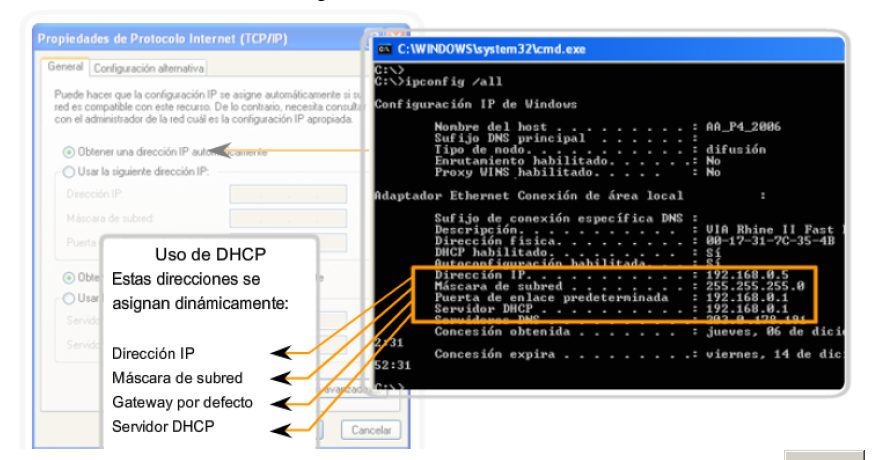 Propiedades de Protocolo Internet (TCP/IP)
General
Configuración alternativa
Puede hacer que la configuración IP se asigne automáticamente si su
red es compatible con este recurso. De lo contrario, necesita consulta
con el administrador de la red cuál es la configuración IP apropiada.
Obtener una dirección IP automáticamente
Usar la siguiente dirección IP:
Dirección IP:
Máscara de subred:
Puerta
Obte
Usar
Servido
Servido
avanzada
Cancelar
Uso de DHCP
Estas direcciones se
asignan dinámicamente:
Dirección IP
Máscara de subred
Gateway por defecto
Servidor DHCP
C:\WINDOWS\system32\cmd.exe
C:\>
C:\>ipconfig /all
Configuración IP de Windows
Nombre del host . . . . . . . . . : AA_P4_2006
Sufijo DNS principal . . . . . . :
Tipo de nodo. . . . . . . . . . . : difusión
Enrutamiento habilitado. . . . . .: No
Proxy WINS habilitado. . . . . : No
Adaptador Ethernet Conexión de área local :
Sufijo de conexión específica DNS :
Descripción. . . . . . . . . . . : VIA Rhine II Fast
Dirección física. . . . . . . . . : 00-17-31-7C-35-4B
DHCP habilitado. . . . . . . . . : Sí
Autoconfiguración habilitada. . . : Sí
Dirección IP. . . . . . . . . . . : 192.168.0.5
Máscara de subred . . . . . . . . : 255.255.255.0
Puerta de enlace predeterminada : 192.168.0.1
Servidor DHCP . . . . . . . . . . : 192.168.0.1
Servidores DNS . . . . . . . . . : 203.0.178.191
Concesión obtenida . . . . . . . : jueves, 06 de dicie
2:31
Concesión expira . . . . . . . . .: viernes, 14 de dic
52:31
C:\>